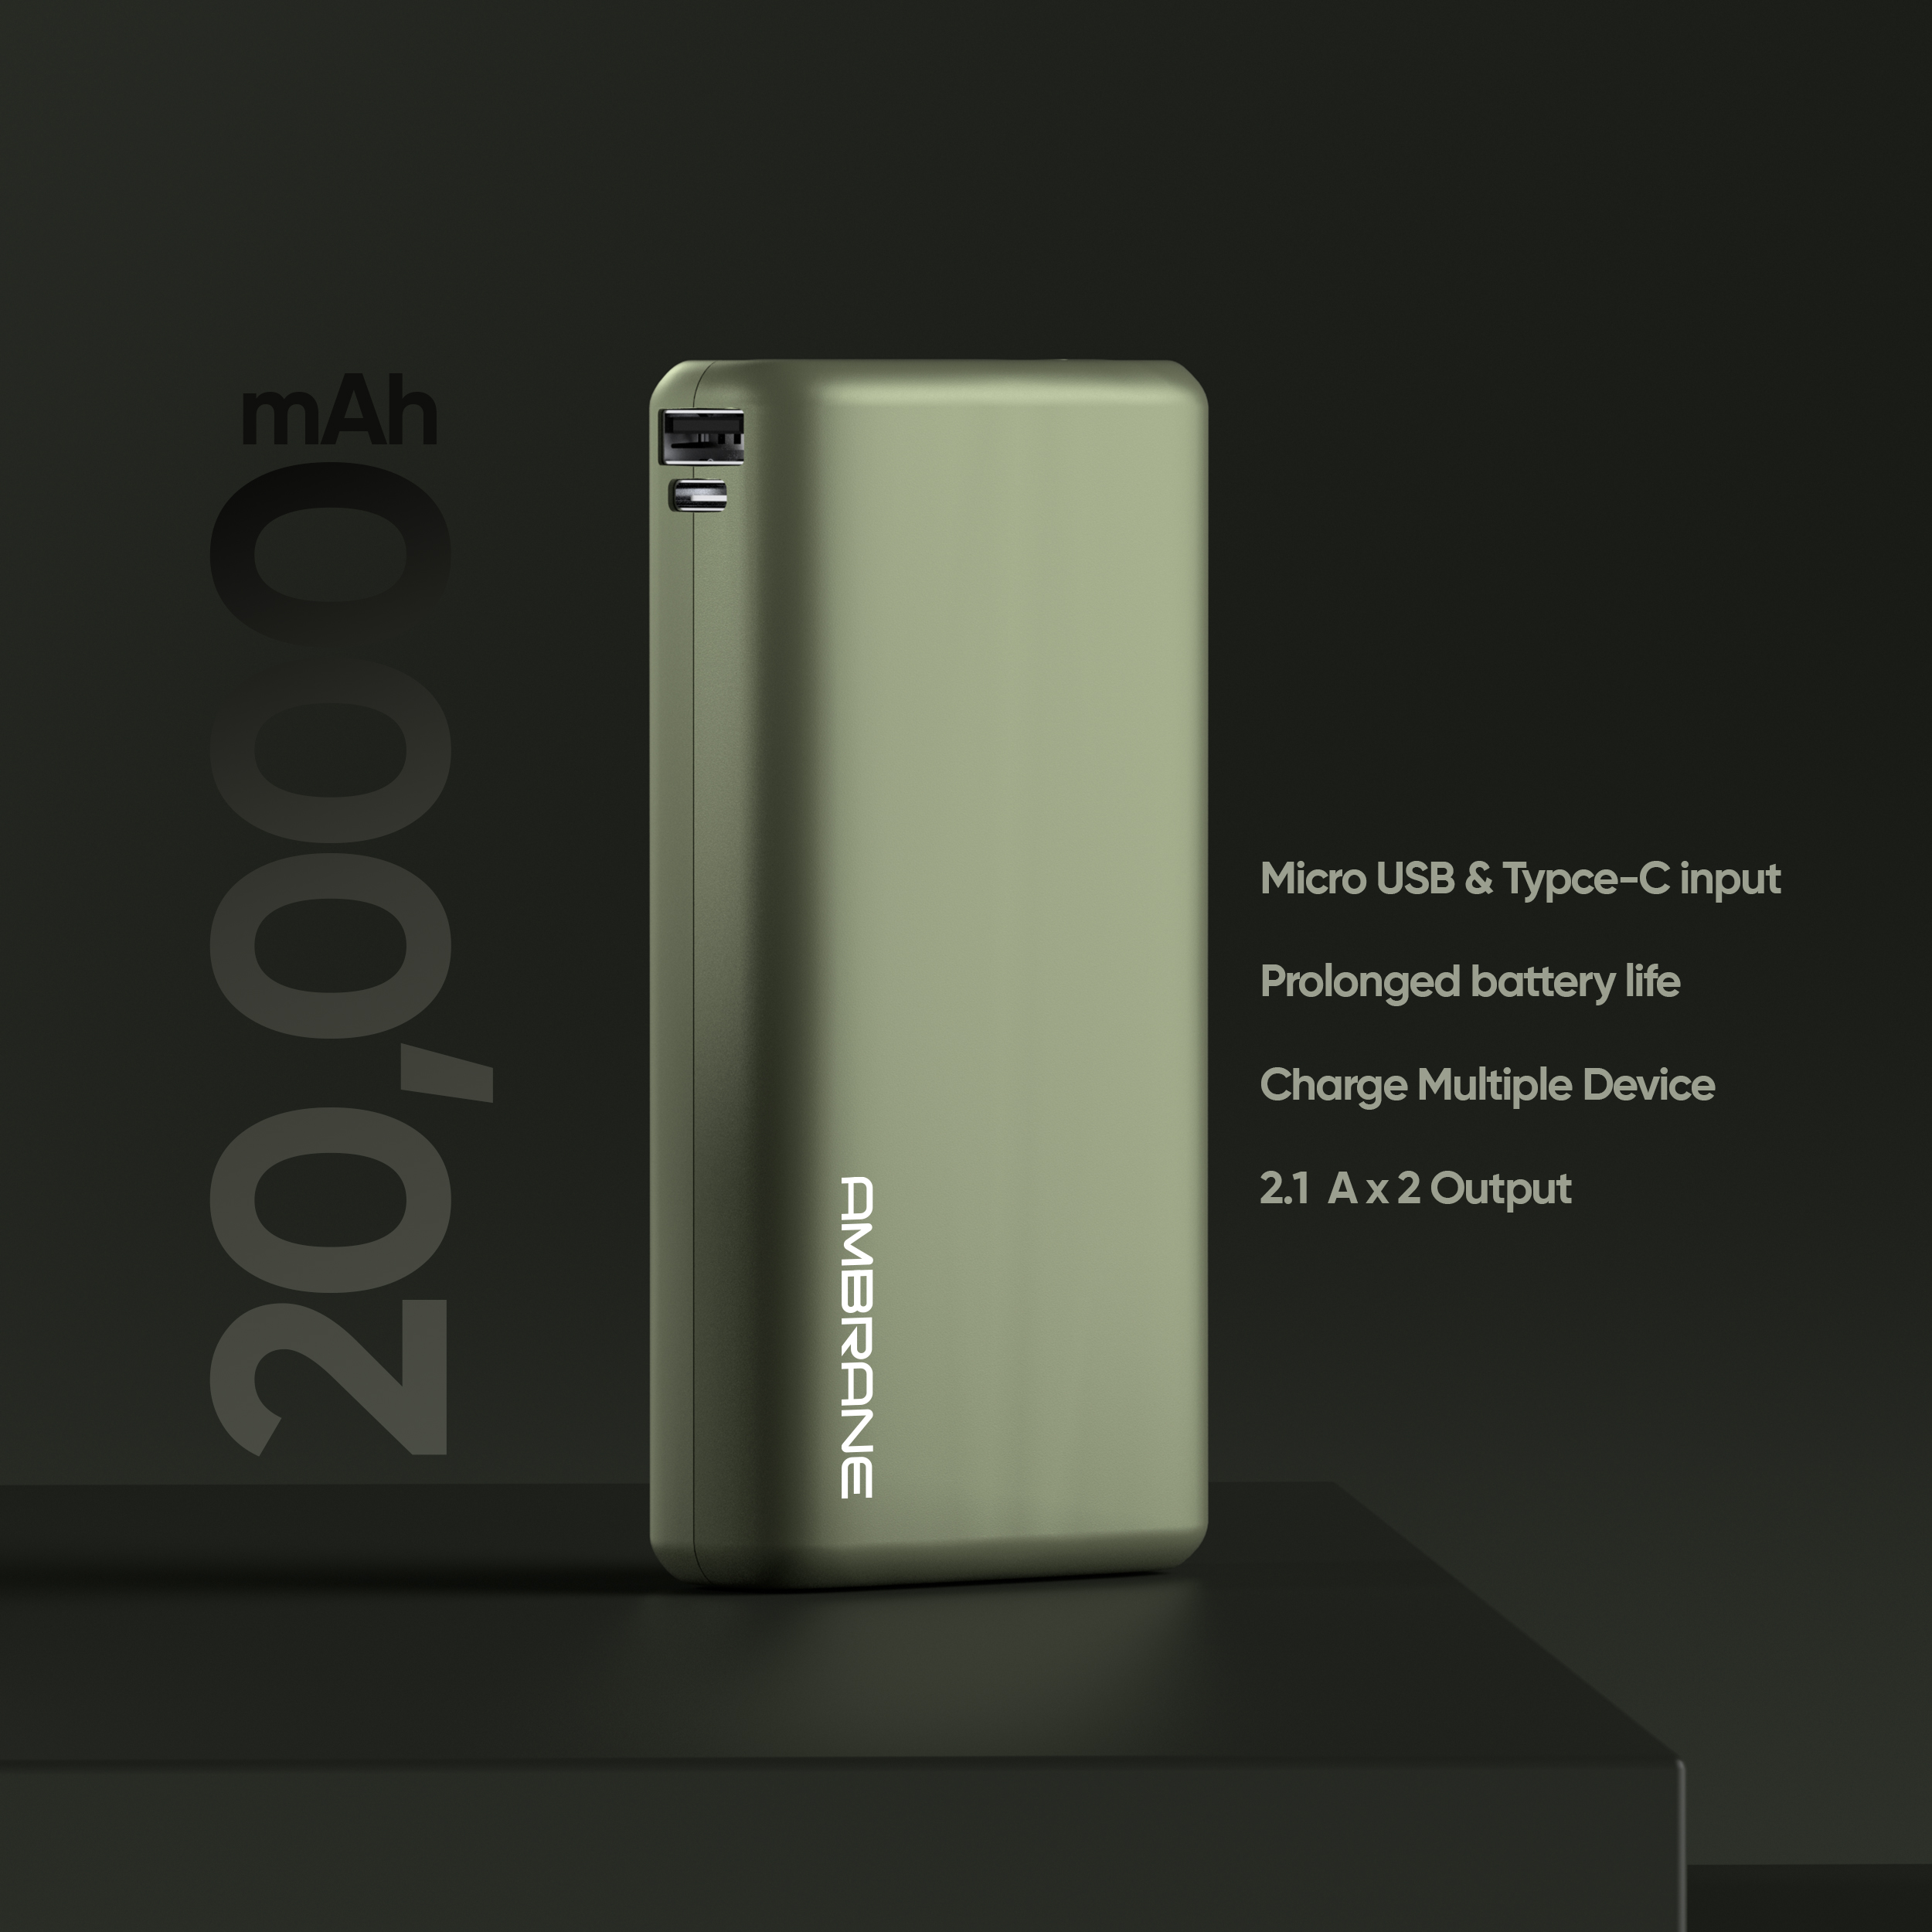 20,000
mAh
AMBRANE
Micro USB & Typce-C input
Prolonged battery life
Charge Multiple Device
2.1 A x 2 Output